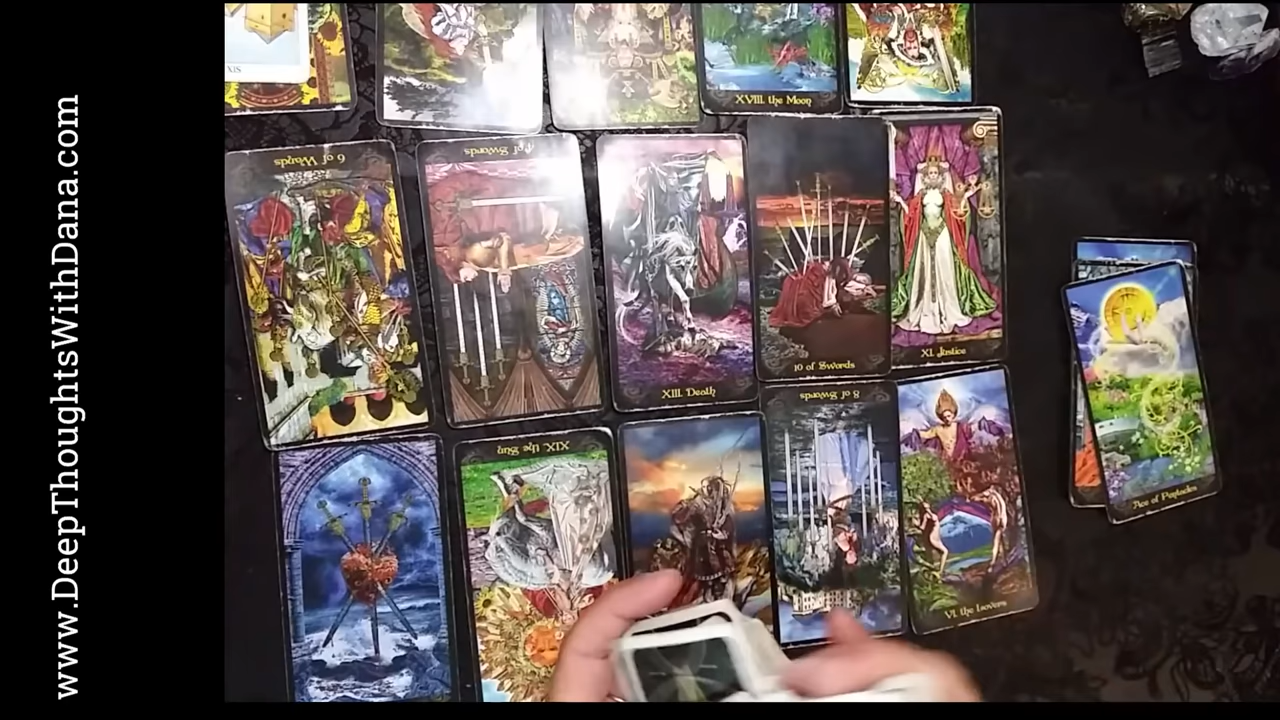 www.DeepThoughtsWithDana.com
XIX
XVIII. the Moon
6 of Wands
4 of Swords
XIII. Death
10 of Swords
XI. Justice
XIX. the Sun
8 of Swords
VI. the Lovers
Ace of Pentacles